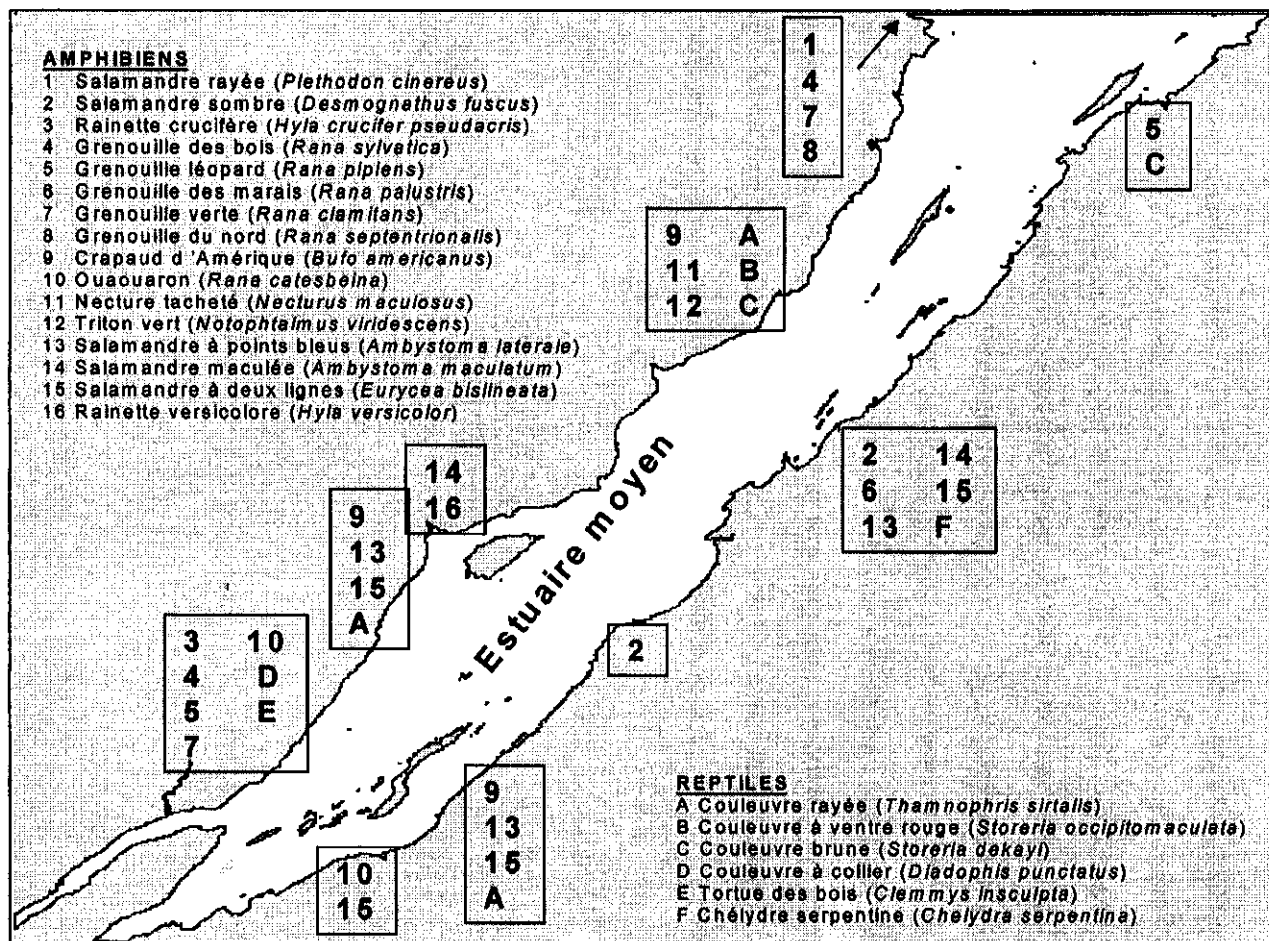 AMPHIBIENS
1 Salamandre rayée (Plethodon cinereus)
2 Salamandre sombre (Desmognathus fuscus)
3 Rainette crucifère (Hyla crucifer pseudacris)
4 Grenouille des bois (Rana sylvatica)
5 Grenouille léopard (Rana pipiens)
6 Grenouille des marais (Rana palustris)
7 Grenouille verte (Rana clamitans)
8 Grenouille du nord (Rana septentrionalis)
9 Crapaud d'Amérique (Bufo americanus)
10 Ouaouaron (Rana catesbeina)
11 Necture tacheté (Necturus maculosus)
12 Triton vert (Notophtalmus viridescens)
13 Salamandre à points bleus (Ambystoma laterale)
14 Salamandre maculée (Ambystoma maculatum)
15 Salamandre à deux lignes (Eurycea bislineata)
16 Rainette versicolore (Hyla versicolor)
1
4
7
8
5
C
9 A
11 B
12 C
14
16
9
13
15
A
2 14
6 15
13 F
Estuaire moyen
3 10
4 D
5 E
7
2
9
13
15
A
10
15
REPTILES
A Couleuvre rayée (Thamnophris sirtalis)
B Couleuvre à ventre rouge (Storeria occipitomaculata)
C Couleuvre brune (Storeria dekayi)
D Couleuvre à collier (Diadophis punctatus)
E Tortue des bois (Clemmys insculpta)
F Chélydre serpentine (Chelydra serpentina)